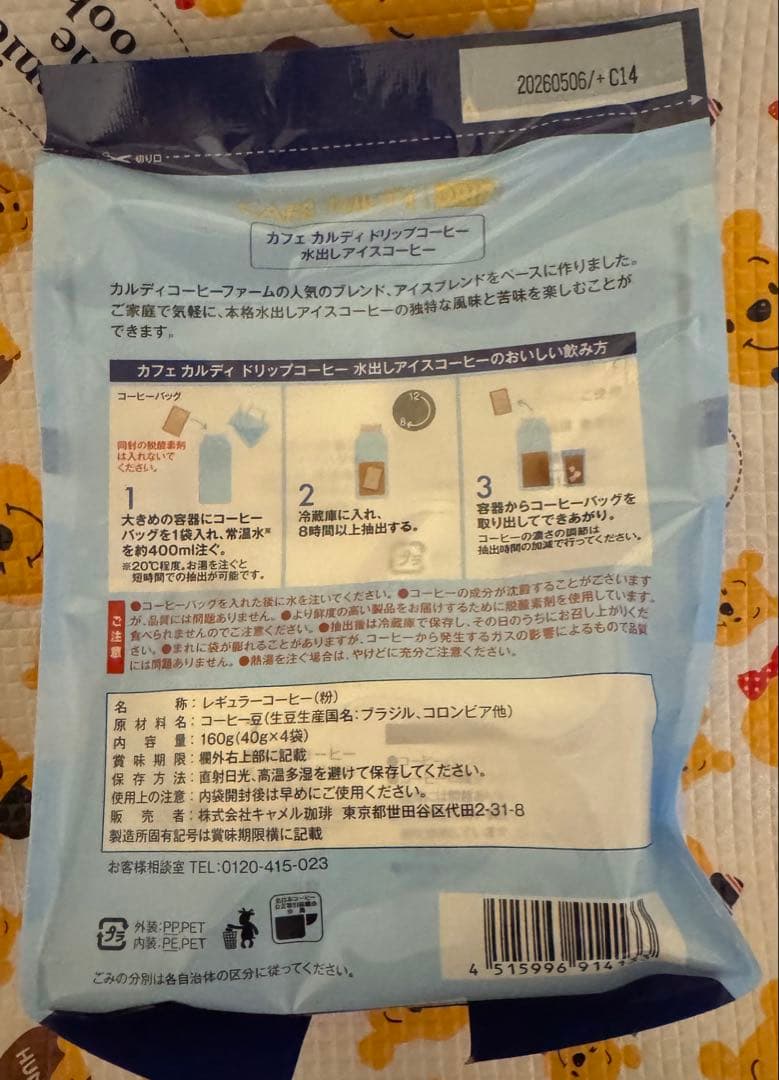 20260506/+C14
切り口
カフェ カルディ ドリップコーヒー
水出しアイスコーヒー
カルディコーヒーファームの人気のブレンド、アイスブレンドをベースに作りました。
ご家庭で気軽に、本格水出しアイスコーヒーの独特な風味と苦味を楽しむことが
できます。
カフェ カルディ ドリップコーヒー 水出しアイスコーヒーのおいしい飲み方
コーヒーバッグ
同封の脱酸素剤
は入れないで
ください。
1
大きめの容器にコーヒー
バッグを1袋入れ、常温水※
を約400ml注ぐ。
※20℃程度。お湯を注ぐと
短時間での抽出が可能です。
12
8
2
冷蔵庫に入れ、
8時間以上抽出する。
3
容器からコーヒーバッグを
取り出してできあがり。
コーヒーの濃さの調節は
抽出時間の加減で行ってください。
ご注意
●コーヒーバッグを入れた後に水を注いでください。●コーヒーの成分が沈殿することがございます
が、品質には問題ありません。●より鮮度の高い製品をお届けするために脱酸素剤を使用しています。
食べられませんのでご注意ください。●抽出後は冷蔵庫で保存し、その日のうちにお召し上がりくだ
さい。●まれに袋が膨れることがありますが、コーヒーから発生するガスの影響によるもので品質
には問題ありません。●熱湯を注ぐ場合は、やけどに充分ご注意ください。
名称：レギュラーコーヒー（粉）
原材料名：コーヒー豆（生豆生産国名：ブラジル、コロンビア他）
内容量：160g（40g×4袋）
賞味期限：欄外右上部に記載
保存方法：直射日光、高温多湿を避けて保存してください。
使用上の注意：内袋開封後は早めにご使用ください。
販売者：株式会社キャメル珈琲 東京都世田谷区代田2-31-8
製造所固有記号は賞味期限横に記載
お客様相談室 TEL：0120-415-023
プラ
外装：PP,PET
内装：PE,PET
ごみの分別は各自治体の区分に従ってください。
4 515996 914